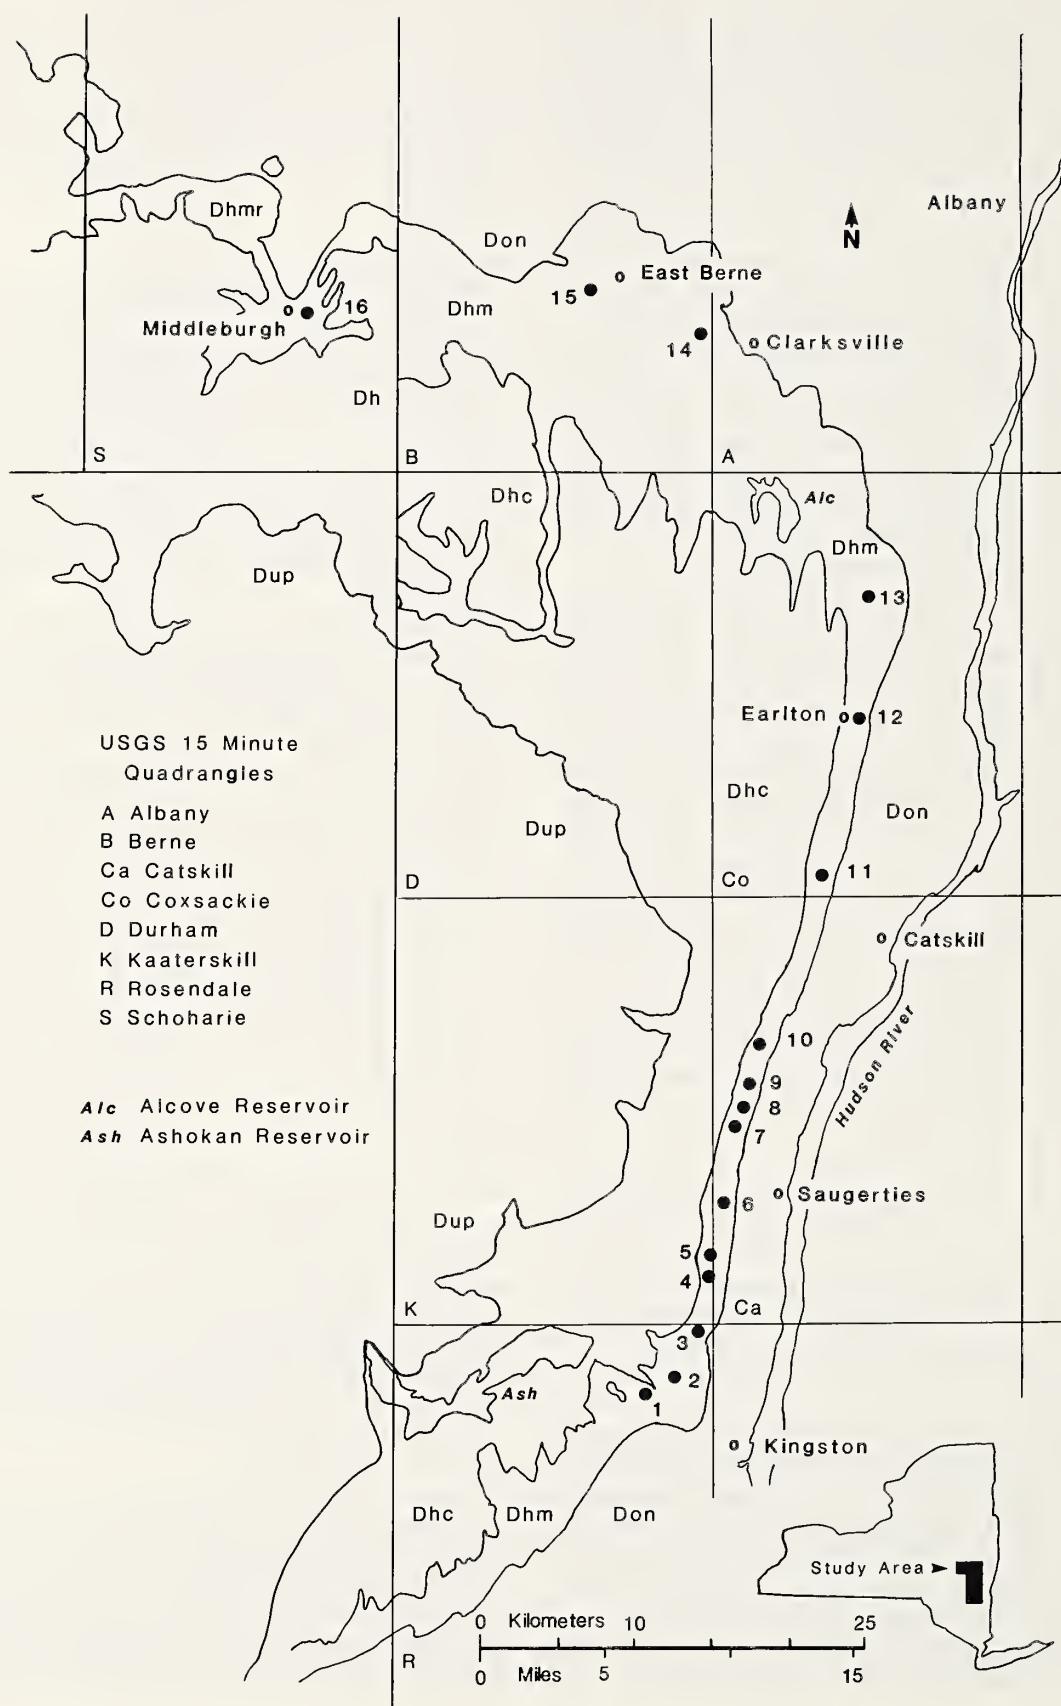 Albany
Dhmr
N
Don
East Berne
15
Dhm
16
Middleburgh
14
Clarksville
Dh
S
B
A
Dhc
Alc
Dhm
Dup
13
Earlton
12
USGS 15 Minute
Quadrangles
A Albany
B Berne
Ca Catskill
Co Coxsackie
D Durham
K Kaaterskill
R Rosendale
S Schoharie
Dhc
Don
Dup
11
D
Co
Catskill
10
Hudson River
9
8
7
Alc Alcove Reservoir
Ash Ashokan Reservoir
Saugerties
6
Dup
5
4
K
Ca
3
2
Ash
1
Kingston
Dhc
Dhm
Don
Study Area
0 Kilometers 10 25
R
0 Miles 5 15